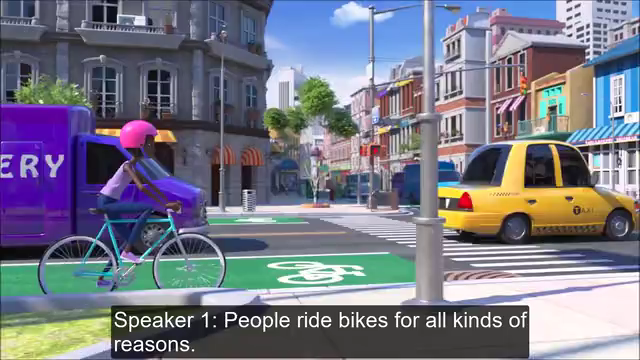 ERY
TAXI
Speaker 1: People ride bikes for all kinds of
reasons.